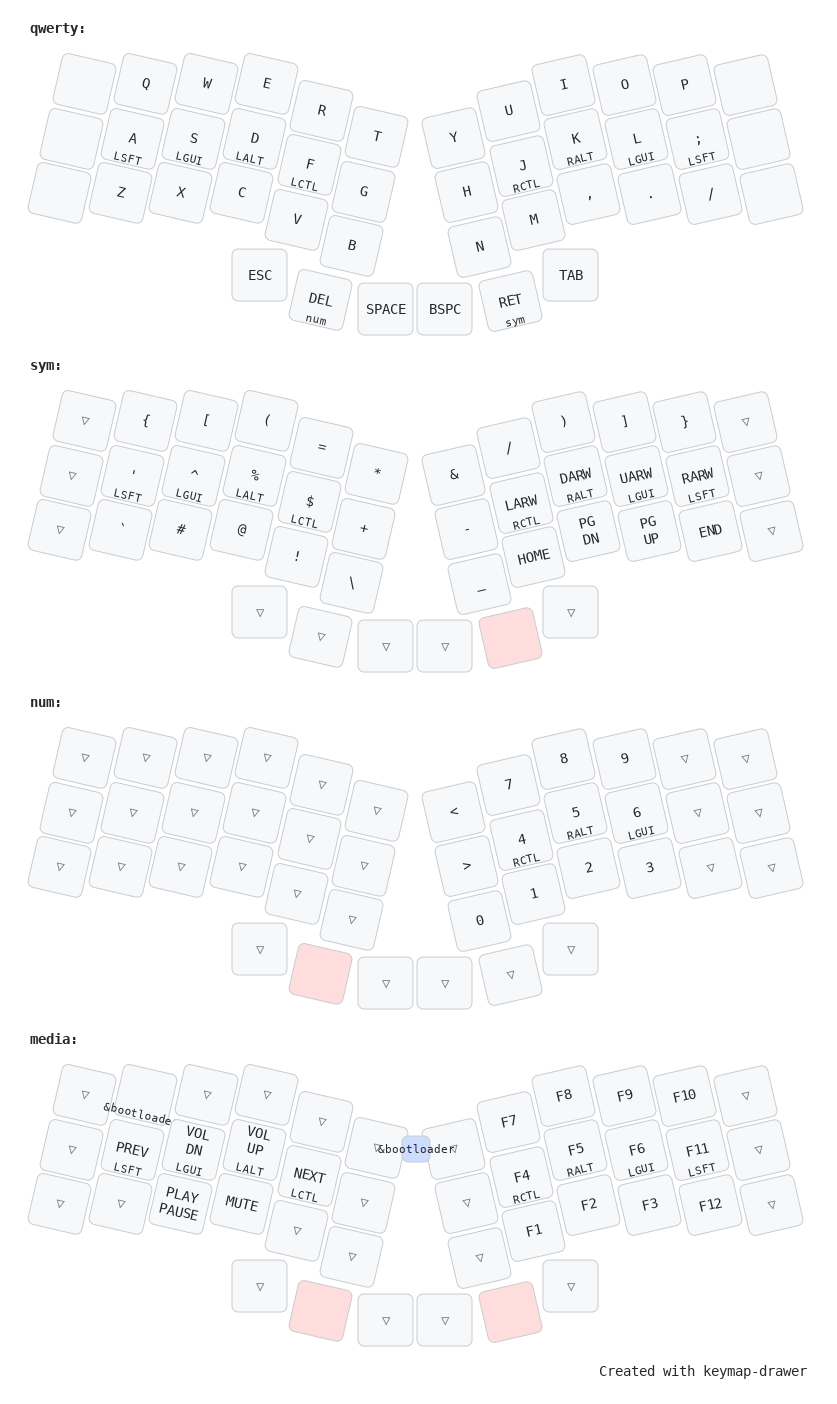 qwerty:
Q W E R T Y U I O P
A S D F G H J K L ;
LSFT LGUI LALT LCTL RCTL RALT LGUI LSFT
Z X C V B N M , . /
ESC DEL SPACE BSPC RET TAB
num sym
sym:
▽ { [ ( = * & / ) ] } ▽
▽ ' ^ % $ + - LARW DARW UARW RARW ▽
LSFT LGUI LALT LCTL RCTL RALT LGUI LSFT
▽ ` # @ ! \ _ HOME PG DN PG UP END ▽
▽ ▽ ▽ ▽ ▽
num:
▽ ▽ ▽ ▽ ▽ ▽ < 7 8 9 ▽ ▽
▽ ▽ ▽ ▽ ▽ ▽ > 4 5 6 ▽ ▽
RCTL RALT LGUI
▽ ▽ ▽ ▽ ▽ ▽ 0 1 2 3 ▽ ▽
▽ ▽ ▽ ▽ ▽
media:
▽ &bootloade ▽ ▽ ▽ ▽ &bootloader ▽ F7 F8 F9 F10 ▽
▽ PREV VOL DN VOL UP NEXT ▽ ▽ F4 F5 F6 F11 ▽
LSFT LGUI LALT LCTL RCTL RALT LGUI LSFT
▽ ▽ PLAY PAUSE MUTE ▽ ▽ ▽ F1 F2 F3 F12 ▽
▽ ▽ ▽ ▽
Created with keymap-drawer